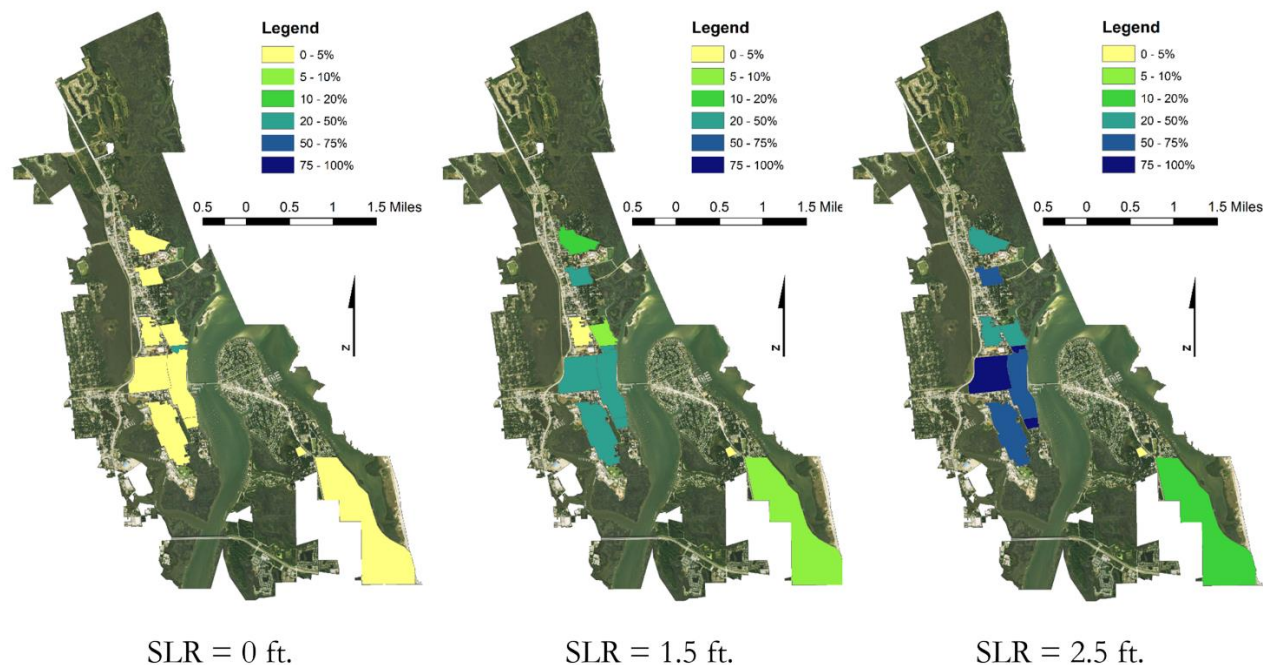 Legend
0 - 5%
5 - 10%
10 - 20%
20 - 50%
50 - 75%
75 - 100%
0.5 0 0.5 1 1.5 Miles
N
SLR = 0 ft.
Legend
0 - 5%
5 - 10%
10 - 20%
20 - 50%
50 - 75%
75 - 100%
0.5 0 0.5 1 1.5 Miles
N
SLR = 1.5 ft.
Legend
0 - 5%
5 - 10%
10 - 20%
20 - 50%
50 - 75%
75 - 100%
0.5 0 0.5 1 1.5 Miles
N
SLR = 2.5 ft.